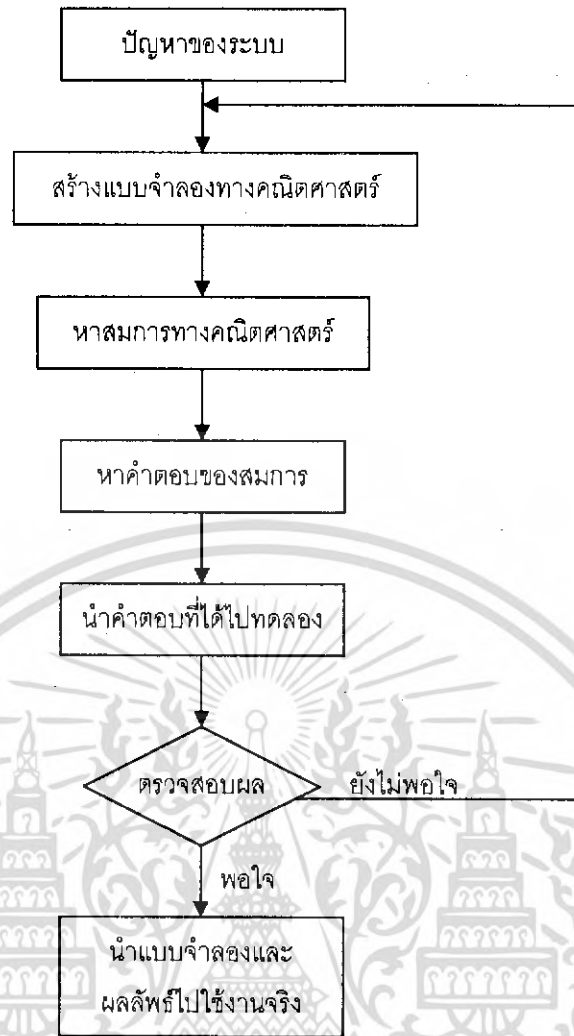 ปัญหาของระบบ
สร้างแบบจำลองทางคณิตศาสตร์
หาสมการทางคณิตศาสตร์
หาคำตอบของสมการ
นำคำตอบที่ได้ไปทดลอง
ตรวจสอบผล
ยังไม่พอใจ
พอใจ
นำแบบจำลองและ
ผลลัพธ์ไปใช้งานจริง